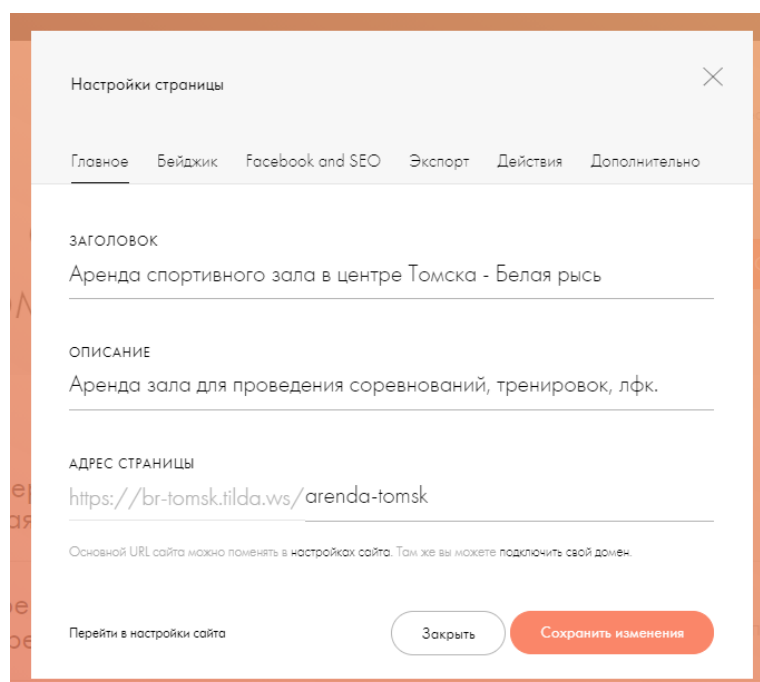 Настройки страницы
Главное Бейджик Facebook and SEO Экспорт Действия Дополнительно
ЗАГОЛОВОК
Аренда спортивного зала в центре Томска - Белая рысь
ОПИСАНИЕ
Аренда зала для проведения соревнований, тренировок, лфк.
АДРЕС СТРАНИЦЫ
https://br-tomsk.tilda.ws/arenda-tomsk
Основной URL сайта можно поменять в настройках сайта. Там же вы можете подключить свой домен.
Перейти в настройки сайта Закрыть Сохранить изменения